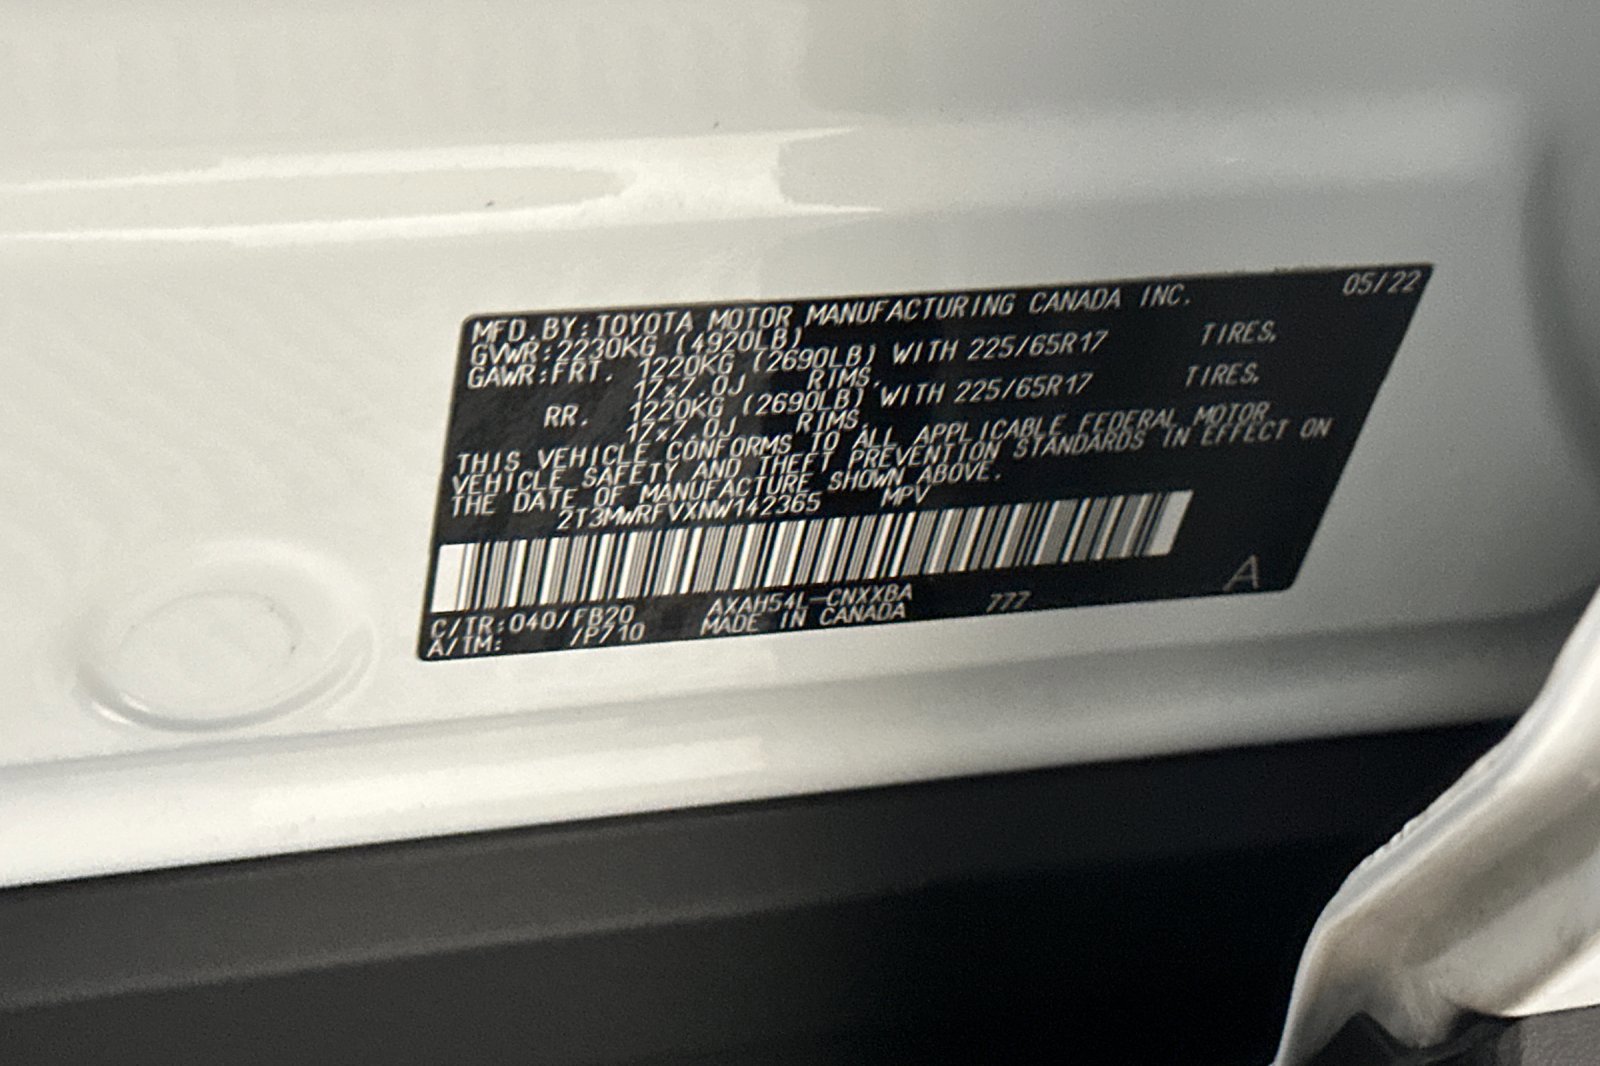 05/22
MFD.BY:TOYOTA MOTOR MANUFACTURING CANADA INC.
GVWR:2230KG (4920LB)
GAWR:FRT. 1220KG (2690LB) WITH 225/65R17 TIRES,
17x7.0J RIMS,
RR. 1220KG (2690LB) WITH 225/65R17 TIRES,
17x7.0J RIMS,
THIS VEHICLE CONFORMS TO ALL APPLICABLE FEDERAL MOTOR
VEHICLE SAFETY AND THEFT PREVENTION STANDARDS IN EFFECT ON
THE DATE OF MANUFACTURE SHOWN ABOVE.
2T3MWRFVXNW142365 MPV
C/TR:040/FB20 AXAH54L-CNXXBA 777 A
A/TM: /P710 MADE IN CANADA